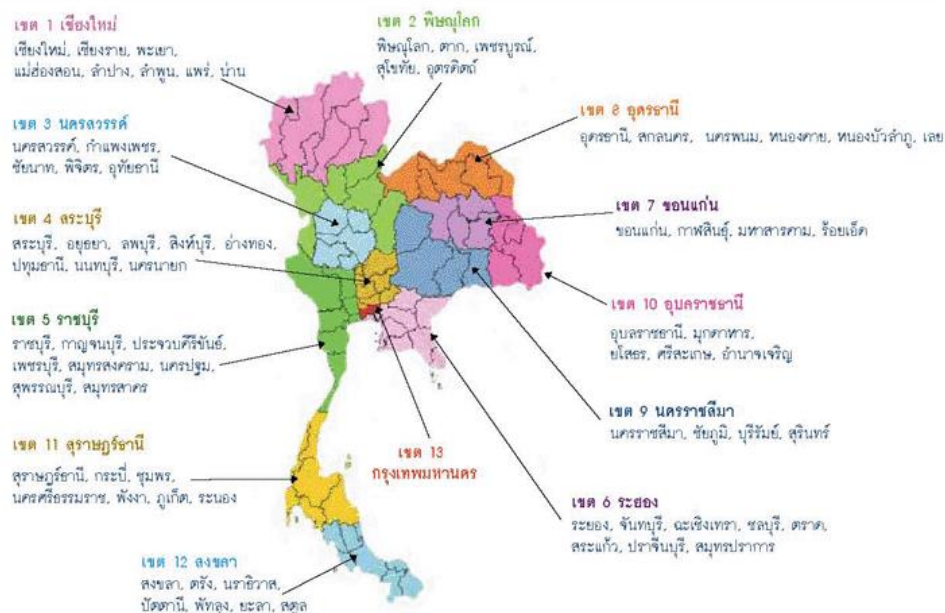 เขต 1 เชียงใหม่
เชียงใหม่, เชียงราย, พะเยา,
แม่ฮ่องสอน, ลำปาง, ลำพูน, แพร่, น่าน
เขต 2 พิษณุโลก
พิษณุโลก, ตาก, เพชรบูรณ์,
สุโขทัย, อุตรดิตถ์
เขต 3 นครสวรรค์
นครสวรรค์, กำแพงเพชร,
ชัยนาท, พิจิตร, อุทัยธานี
เขต 8 อุดรธานี
อุดรธานี, สกลนคร, นครพนม, หนองคาย, หนองบัวลำภู, เลย
เขต 4 สระบุรี
สระบุรี, อยุธยา, ลพบุรี, สิงห์บุรี, อ่างทอง,
ปทุมธานี, นนทบุรี, นครนายก
เขต 7 ขอนแก่น
ขอนแก่น, กาฬสินธุ์, มหาสารคาม, ร้อยเอ็ด
เขต 5 ราชบุรี
ราชบุรี, กาญจนบุรี, ประจวบคีรีขันธ์,
เพชรบุรี, สมุทรสงคราม, นครปฐม,
สุพรรณบุรี, สมุทรสาคร
เขต 10 อุบลราชธานี
อุบลราชธานี, มุกดาหาร,
ยโสธร, ศรีสะเกษ, อำนาจเจริญ
เขต 9 นครราชสีมา
นครราชสีมา, ชัยภูมิ, บุรีรัมย์, สุรินทร์
เขต 11 สุราษฎร์ธานี
สุราษฎร์ธานี, กระบี่, ชุมพร,
นครศรีธรรมราช, พังงา, ภูเก็ต, ระนอง
เขต 13
กรุงเทพมหานคร
เขต 6 ระยอง
ระยอง, จันทบุรี, ฉะเชิงเทรา, ชลบุรี, ตราด,
สระแก้ว, ปราจีนบุรี, สมุทรปราการ
เขต 12 สงขลา
สงขลา, ตรัง, นราธิวาส,
ปัตตานี, พัทลุง, ยะลา, สตูล